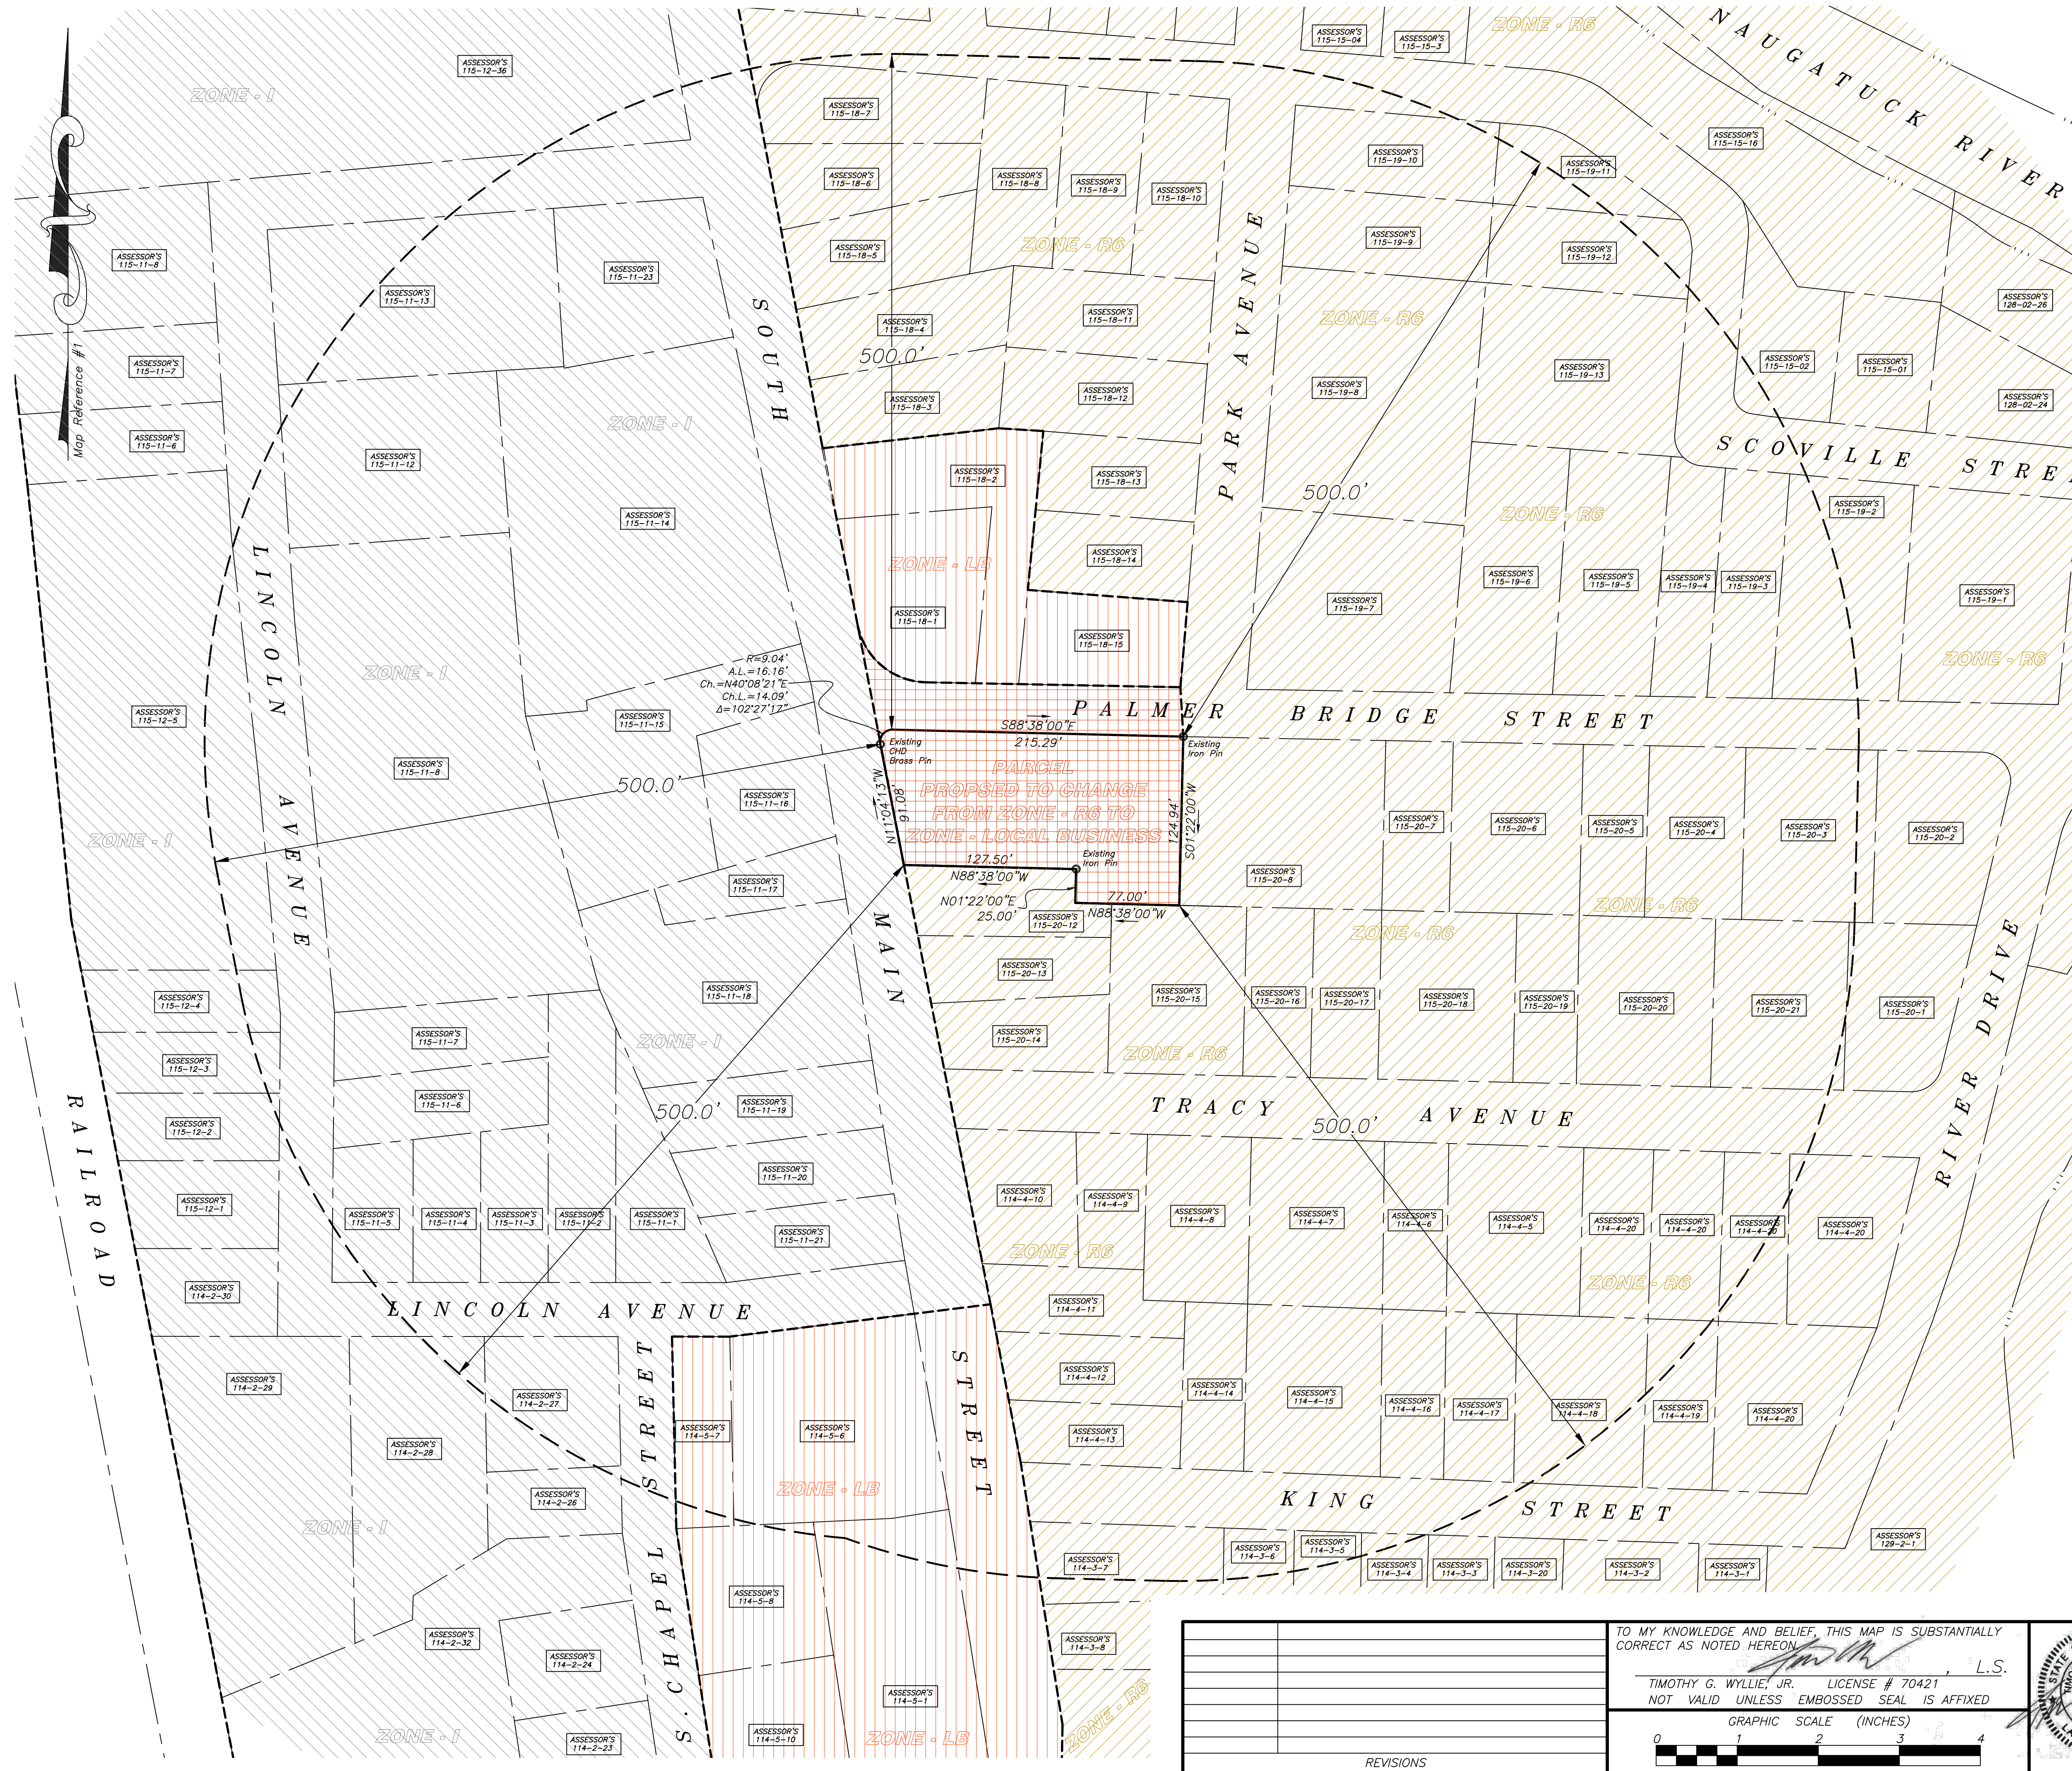 ZONE - R6
NAUGATUCK RIVER
ASSESSOR'S
115-15-04
ASSESSOR'S
115-15-3
ASSESSOR'S
115-12-36
ZONE - I
ASSESSOR'S
115-18-7
ASSESSOR'S
115-15-16
ASSESSOR'S
115-19-10
ASSESSOR'S
115-19-11
ASSESSOR'S
115-18-6
ASSESSOR'S
115-18-8
ASSESSOR'S
115-18-9
ASSESSOR'S
115-18-10
ASSESSOR'S
115-11-8
ASSESSOR'S
115-11-13
ASSESSOR'S
115-11-23
ASSESSOR'S
115-18-5
ZONE - R6
ASSESSOR'S
115-19-9
ASSESSOR'S
115-19-12
ASSESSOR'S
128-02-26
SOUTH
ASSESSOR'S
115-18-4
500.0'
ASSESSOR'S
115-18-11
PARK AVENUE
ZONE - R6
Map Reference #1
ASSESSOR'S
115-11-7
ASSESSOR'S
115-18-3
ASSESSOR'S
115-18-12
ASSESSOR'S
115-19-8
ASSESSOR'S
115-19-13
ASSESSOR'S
115-15-02
ASSESSOR'S
115-15-01
ASSESSOR'S
128-02-24
ASSESSOR'S
115-11-6
ASSESSOR'S
115-11-12
ZONE - I
SCOVILLE STRE
ASSESSOR'S
115-18-2
ASSESSOR'S
115-18-13
500.0'
ASSESSOR'S
115-11-14
ZONE - R6
ASSESSOR'S
115-19-2
LINCOLN AVENUE
ZONE - LB
ASSESSOR'S
115-18-14
ASSESSOR'S
115-19-6
ASSESSOR'S
115-19-5
ASSESSOR'S
115-19-4
ASSESSOR'S
115-19-3
ASSESSOR'S
115-19-1
ASSESSOR'S
115-18-1
ASSESSOR'S
115-18-15
ASSESSOR'S
115-19-7
ZONE - I
R=9.04'
A.L.=16.16'
Ch.=N40°08'21"E
Ch.L.=14.09'
Δ=102°27'17"
ZONE - R6
ASSESSOR'S
115-12-5
ASSESSOR'S
115-11-15
PALMER BRIDGE STREET
S88°38'00"E
215.29'
Existing
CHD
Brass Pin
Existing
Iron Pin
ASSESSOR'S
115-11-8
500.0
N11°04'13"W
91.08'
PARCEL
PROPSED TO CHANGE
FROM ZONE - R6 TO
ZONE - LOCAL BUSINESS
124.94'
S01°22'00"W
ZONE - I
ASSESSOR'S
115-11-16
ASSESSOR'S
115-20-7
ASSESSOR'S
115-20-6
ASSESSOR'S
115-20-5
ASSESSOR'S
115-20-4
ASSESSOR'S
115-20-3
ASSESSOR'S
115-20-2
127.50'
N88°38'00"W
Existing
Iron Pin
ASSESSOR'S
115-11-17
ASSESSOR'S
115-20-8
N01°22'00"E
25.00'
77.00'
N88°38'00"W
ASSESSOR'S
115-20-12
ZONE - R6
ZONE - R6
MAIN
ASSESSOR'S
115-20-13
ASSESSOR'S
115-12-4
ASSESSOR'S
115-11-18
ASSESSOR'S
115-20-15
ASSESSOR'S
115-20-16
ASSESSOR'S
115-20-17
ASSESSOR'S
115-20-18
ASSESSOR'S
115-20-19
ASSESSOR'S
115-20-20
ASSESSOR'S
115-20-21
ASSESSOR'S
115-20-1
RIVER DRIVE
ASSESSOR'S
115-11-7
ZONE - I
ASSESSOR'S
115-20-14
ZONE - R6
ASSESSOR'S
115-12-3
ASSESSOR'S
115-11-6
500.0'
ASSESSOR'S
115-11-19
TRACY AVENUE
500.0'
RAILROAD
ASSESSOR'S
115-12-2
ASSESSOR'S
115-11-20
ASSESSOR'S
115-12-1
ASSESSOR'S
115-11-5
ASSESSOR'S
115-11-4
ASSESSOR'S
115-11-3
ASSESSOR'S
115-11-2
ASSESSOR'S
115-11-1
ASSESSOR'S
115-11-21
ASSESSOR'S
114-4-10
ASSESSOR'S
114-4-9
ASSESSOR'S
114-4-8
ASSESSOR'S
114-4-7
ASSESSOR'S
114-4-6
ASSESSOR'S
114-4-5
ASSESSOR'S
114-4-20
ASSESSOR'S
114-4-20
ASSESSOR'S
114-4-20
ASSESSOR'S
114-4-20
ZONE - R6
ZONE - R6
ASSESSOR'S
114-2-30
LINCOLN AVENUE
ASSESSOR'S
114-4-11
ASSESSOR'S
114-2-29
ASSESSOR'S
114-2-27
S. CHAPEL STREET
STREET
ASSESSOR'S
114-4-12
ASSESSOR'S
114-4-14
ASSESSOR'S
114-4-15
ASSESSOR'S
114-4-16
ASSESSOR'S
114-4-17
ASSESSOR'S
114-4-18
ASSESSOR'S
114-4-19
ASSESSOR'S
114-4-20
ASSESSOR'S
114-2-28
ASSESSOR'S
114-5-7
ASSESSOR'S
114-5-6
ASSESSOR'S
114-4-13
ZONE - LB
ASSESSOR'S
114-2-26
KING STREET
ZONE - I
ASSESSOR'S
114-3-7
ASSESSOR'S
114-3-6
ASSESSOR'S
114-3-5
ASSESSOR'S
114-3-4
ASSESSOR'S
114-3-3
ASSESSOR'S
114-3-20
ASSESSOR'S
114-3-2
ASSESSOR'S
114-3-1
ASSESSOR'S
129-2-1
ASSESSOR'S
114-5-8
ASSESSOR'S
114-2-32
ASSESSOR'S
114-2-24
ASSESSOR'S
114-3-8
ASSESSOR'S
114-5-1
ZONE - R6
ZONE - I
ASSESSOR'S
114-2-23
ASSESSOR'S
114-5-10
ZONE - LB
REVISIONS
TO MY KNOWLEDGE AND BELIEF, THIS MAP IS SUBSTANTIALLY
CORRECT AS NOTED HEREON
, L.S.
TIMOTHY G. WYLLIE, JR. LICENSE # 70421
NOT VALID UNLESS EMBOSSED SEAL IS AFFIXED
GRAPHIC SCALE (INCHES)
0 1 2 3 4
STATE